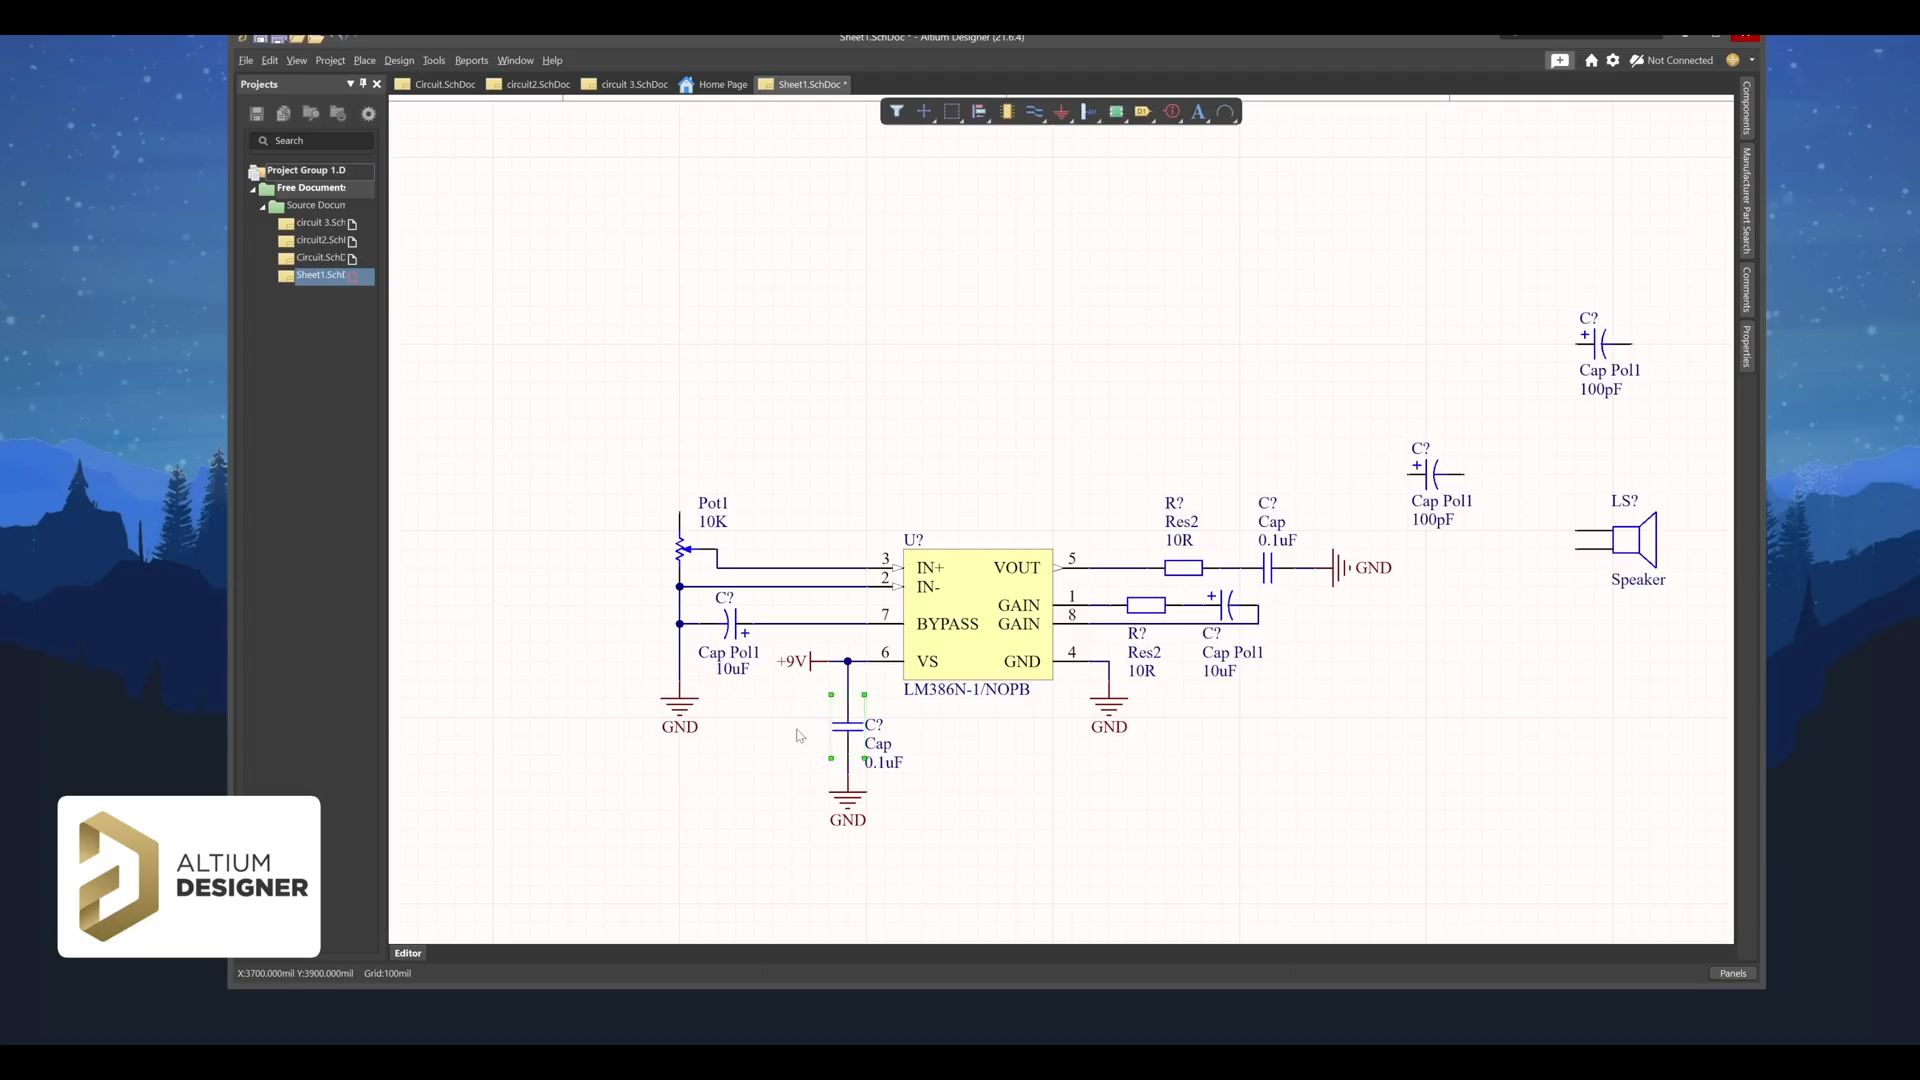 Sheet1.SchDoc * - Altium Designer (21.6.4)
File Edit View Project Place Design Tools Reports Window Help
Not Connected
Projects
Circuit.SchDoc
circuit2.SchDoc
circuit 3.SchDoc
Home Page
Sheet1.SchDoc *
Search
Project Group 1.D
Free Documents
Source Docum
circuit 3.Sch
circuit2.Schl
Circuit.SchD
Sheet1.SchD
Components
Manufacturer Part Search
Comments
Properties
C?
+
Cap Pol1
100pF
C?
+
Cap Pol1
100pF
LS?
Speaker
Pot1
10K
R?
Res2
10R
C?
Cap
0.1uF
GND
U?
3
IN+
2
IN-
7
BYPASS
6
VS
VOUT
5
GAIN
1
GAIN
8
GND
4
LM386N-1/NOPB
C?
+
Cap Pol1
10uF
+9V
GND
R?
Res2
10R
+
C?
Cap Pol1
10uF
GND
C?
Cap
0.1uF
GND
ALTIUM
DESIGNER
Editor
X:3700.000mil Y:3900.000mil Grid:100mil
Panels